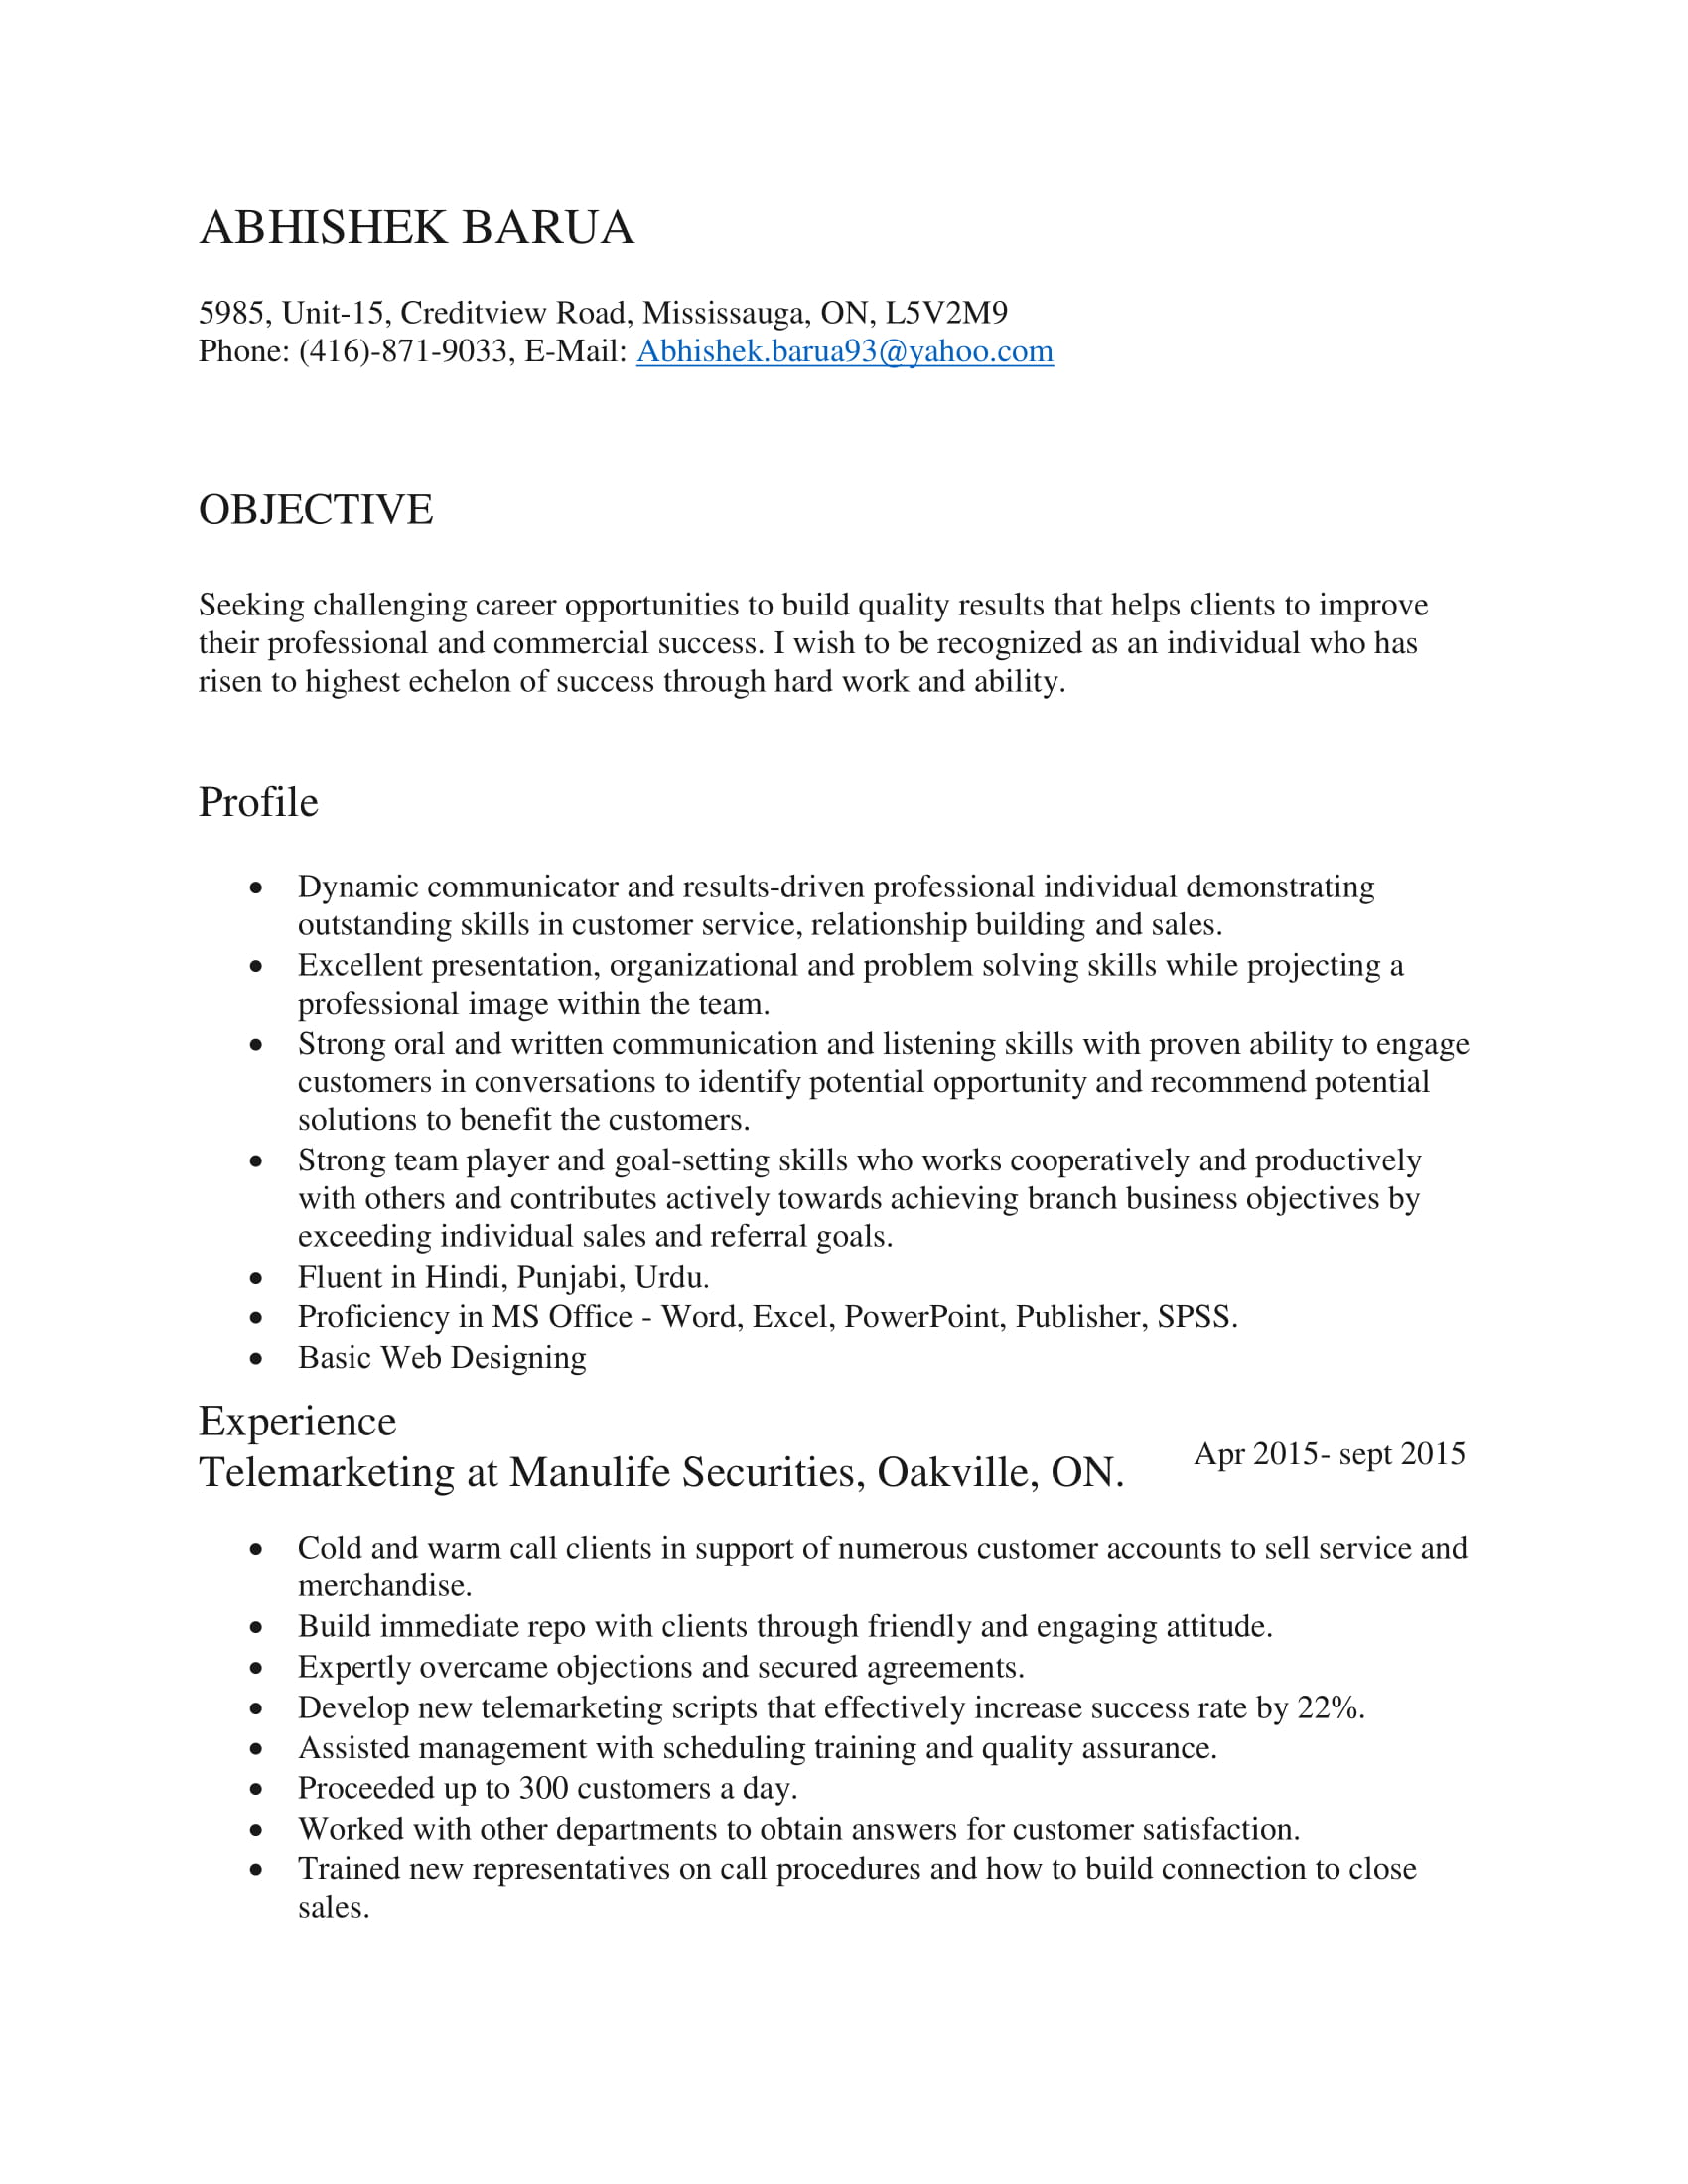 ABHISHEK BARUA
5985, Unit-15, Creditview Road, Mississauga, ON, L5V2M9
Phone: (416)-871-9033, E-Mail: Abhishek.barua93@yahoo.com
OBJECTIVE
Seeking challenging career opportunities to build quality results that helps clients to improve
their professional and commercial success. I wish to be recognized as an individual who has
risen to highest echelon of success through hard work and ability.
Profile
• Dynamic communicator and results-driven professional individual demonstrating
outstanding skills in customer service, relationship building and sales.
• Excellent presentation, organizational and problem solving skills while projecting a
professional image within the team.
• Strong oral and written communication and listening skills with proven ability to engage
customers in conversations to identify potential opportunity and recommend potential
solutions to benefit the customers.
• Strong team player and goal-setting skills who works cooperatively and productively
with others and contributes actively towards achieving branch business objectives by
exceeding individual sales and referral goals.
• Fluent in Hindi, Punjabi, Urdu.
• Proficiency in MS Office - Word, Excel, PowerPoint, Publisher, SPSS.
• Basic Web Designing
Experience
Telemarketing at Manulife Securities, Oakville, ON. Apr 2015- sept 2015
• Cold and warm call clients in support of numerous customer accounts to sell service and
merchandise.
• Build immediate repo with clients through friendly and engaging attitude.
• Expertly overcame objections and secured agreements.
• Develop new telemarketing scripts that effectively increase success rate by 22%.
• Assisted management with scheduling training and quality assurance.
• Proceeded up to 300 customers a day.
• Worked with other departments to obtain answers for customer satisfaction.
• Trained new representatives on call procedures and how to build connection to close
sales.